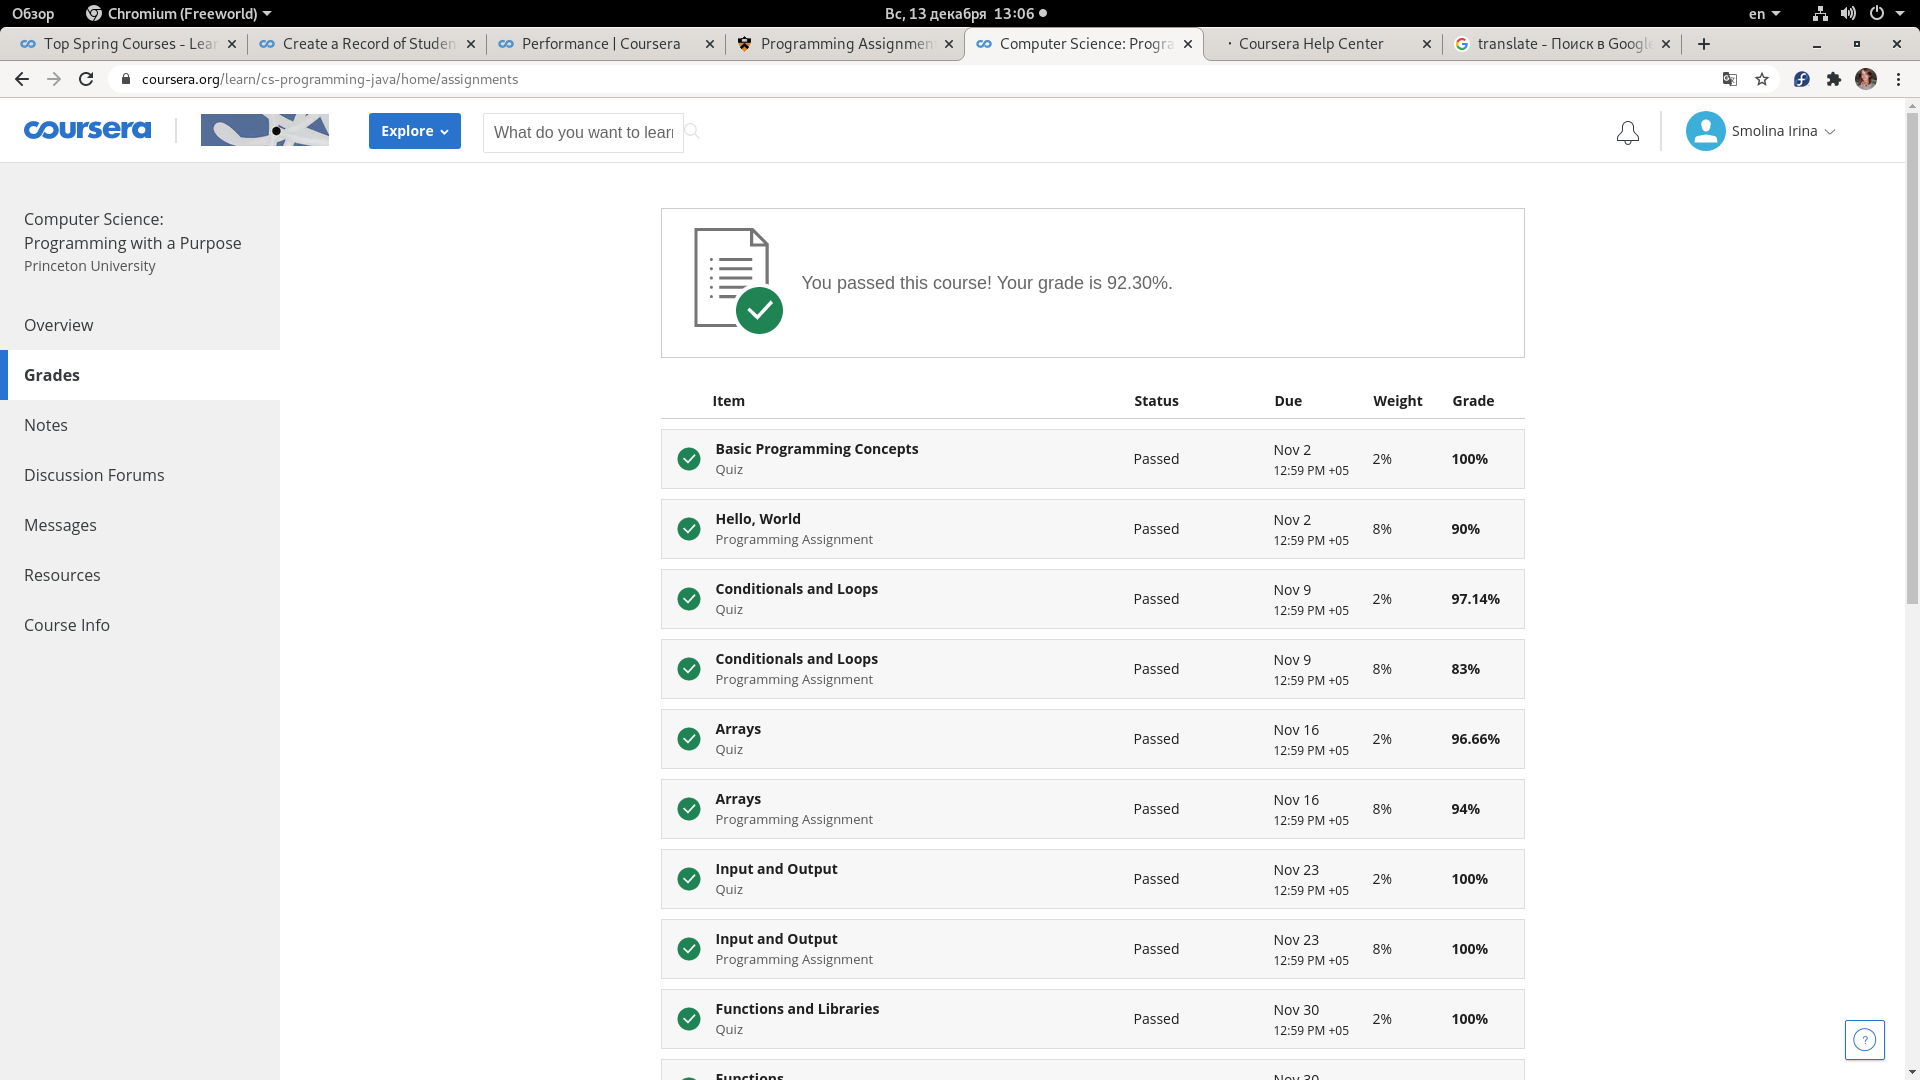 Обзор Chromium (Freeworld) Вс, 13 декабря 13:06 en
Top Spring Courses - Lear Create a Record of Studen Performance | Coursera Programming Assignmen Computer Science: Progra Coursera Help Center translate - Поиск в Google
coursera.org/learn/cs-programming-java/home/assignments
coursera Explore What do you want to learn Smolina Irina
Computer Science:
Programming with a Purpose
Princeton University
Overview
Grades
Notes
Discussion Forums
Messages
Resources
Course Info
You passed this course! Your grade is 92.30%.
Item Status Due Weight Grade
Basic Programming Concepts
Quiz
Passed
Nov 2
12:59 PM +05
2%
100%
Hello, World
Programming Assignment
Passed
Nov 2
12:59 PM +05
8%
90%
Conditionals and Loops
Quiz
Passed
Nov 9
12:59 PM +05
2%
97.14%
Conditionals and Loops
Programming Assignment
Passed
Nov 9
12:59 PM +05
8%
83%
Arrays
Quiz
Passed
Nov 16
12:59 PM +05
2%
96.66%
Arrays
Programming Assignment
Passed
Nov 16
12:59 PM +05
8%
94%
Input and Output
Quiz
Passed
Nov 23
12:59 PM +05
2%
100%
Input and Output
Programming Assignment
Passed
Nov 23
12:59 PM +05
8%
100%
Functions and Libraries
Quiz
Passed
Nov 30
12:59 PM +05
2%
100%
Functions
Nov 30
?